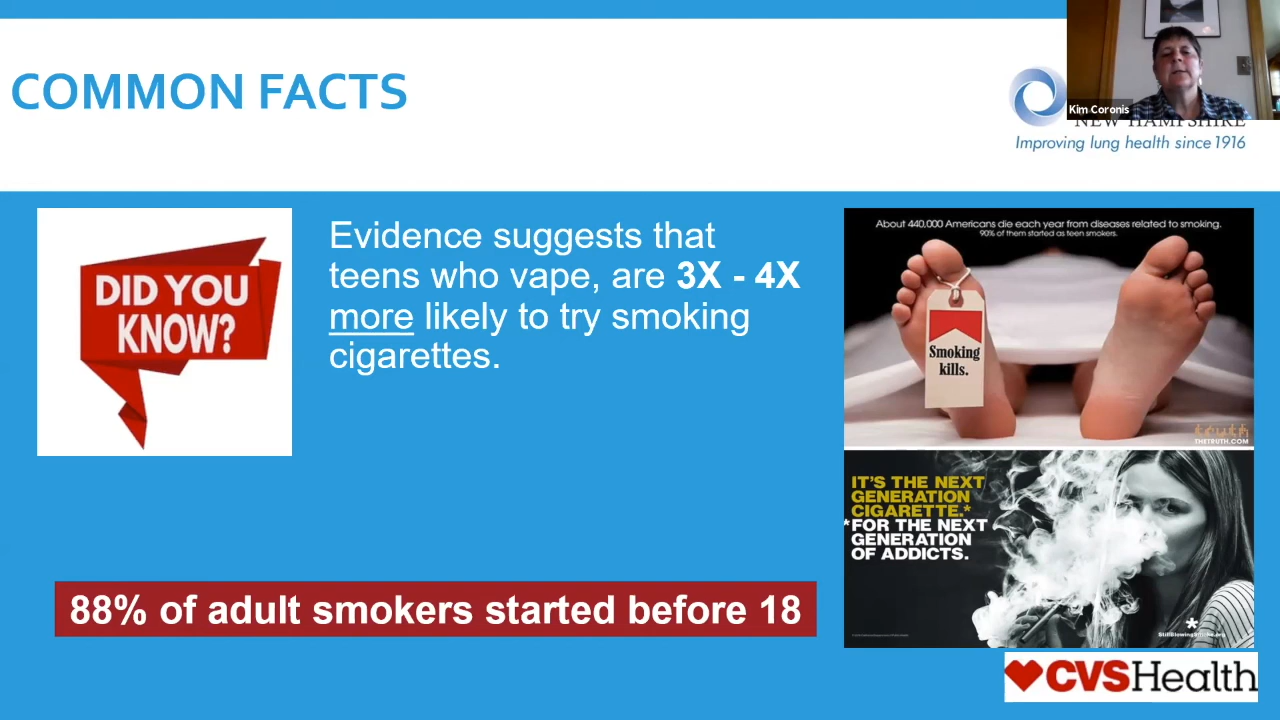 COMMON FACTS
Kim Coronis
NEW HAMPSHIRE
Improving lung health since 1916
DID YOU
KNOW?
Evidence suggests that
teens who vape, are 3X - 4X
more likely to try smoking
cigarettes.
88% of adult smokers started before 18
About 440,000 Americans die each year from diseases related to smoking.
90% of them started as teen smokers.
Smoking
kills.
truth
THETRUTH.COM
IT'S THE NEXT
GENERATION
CIGARETTE.*
*FOR THE NEXT
GENERATION
OF ADDICTS.
CVSHealth